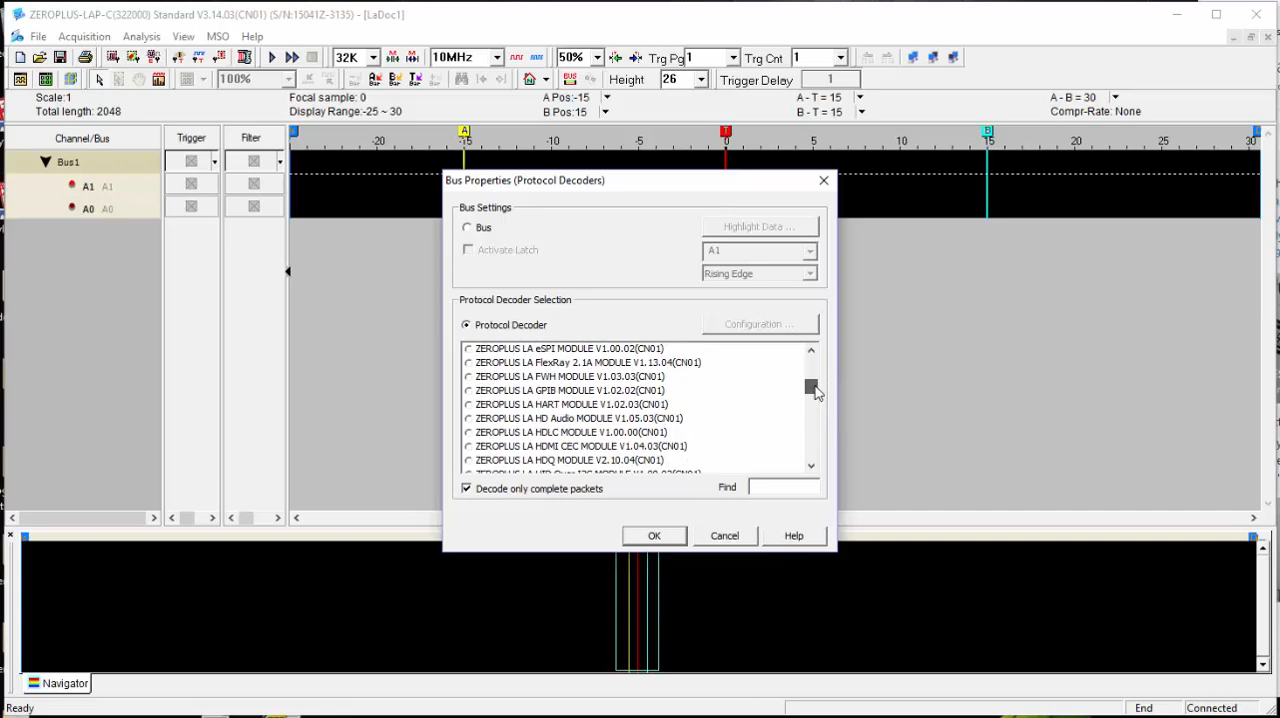 ZEROPLUS-LAP-C(322000) Standard V3.14.03(CN01) (S/N:15041Z-3135) - [LaDoc1]
File Acquisition Analysis View MSO Help
32K 10MHz 50% Trg Pg 1 Trg Cnt 1
100% Bar Bar Bar Bar BUS Height 26 Trigger Delay 1
Scale:1 Focal sample: 0 A Pos:-15 A - T = 15 A - B = 30
Total length: 2048 Display Range:-25 ~ 30 B Pos:15 B - T = 15 Compr-Rate: None
Channel/Bus Trigger Filter
A T B
-20 -15 -10 -5 0 5 10 15 20 25
Bus1
A1 A1
A0 A0
Bus Properties (Protocol Decoders)
Bus Settings
Bus Highlight Data ...
Activate Latch A1
Rising Edge
Protocol Decoder Selection
Protocol Decoder Configuration ...
ZEROPLUS LA eSPI MODULE V1.00.02(CN01)
ZEROPLUS LA FlexRay 2.1A MODULE V1.13.04(CN01)
ZEROPLUS LA FWH MODULE V1.03.03(CN01)
ZEROPLUS LA GPIB MODULE V1.02.02(CN01)
ZEROPLUS LA HART MODULE V1.02.03(CN01)
ZEROPLUS LA HD Audio MODULE V1.05.03(CN01)
ZEROPLUS LA HDLC MODULE V1.00.00(CN01)
ZEROPLUS LA HDMI CEC MODULE V1.04.03(CN01)
ZEROPLUS LA HDQ MODULE V2.10.04(CN01)
Decode only complete packets Find
OK Cancel Help
Navigator
Ready End Connected